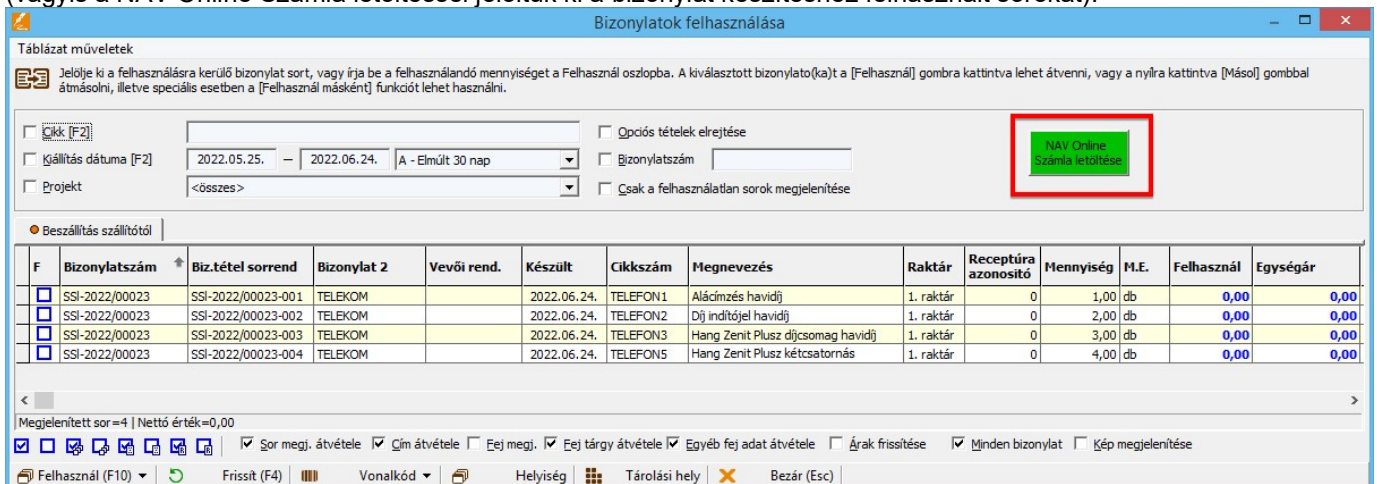 (vagyis a NAV Online Számla letöltéssel jelöltük ki a bizonylat készítéshez felhasznált sorokat).
Bizonylatok felhasználása
Táblázat műveletek
Jelölje ki a felhasználásra kerülő bizonylat sort, vagy írja be a felhasználandó mennyiséget a Felhasznál oszlopba. A kiválasztott bizonylato(ka)t a [Felhasznál] gombra kattintva lehet átvenni, vagy a nyílra kattintva [Másol] gombbal
átmásolni, illetve speciális esetben a [Felhasznál másként] funkciót lehet használni.
Cikk [F2] Opciós tételek elrejtése
NAV Online
Számla letöltése
Kiállítás dátuma [F2] 2022.05.25. — 2022.06.24. A - Elmúlt 30 nap Bizonylatszám
Projekt <összes> Csak a felhasználatlan sorok megjelenítése
Beszállítás szállítótól
F Bizonylatszám Biz.tétel sorrend Bizonylat 2 Vevői rend. Készült Cikkszám Megnevezés Raktár Receptúra azonosító Mennyiség M.E. Felhasznál Egységár
SSl-2022/00023 SSl-2022/00023-001 TELEKOM 2022.06.24. TELEFON1 Alácímzés havidíj 1. raktár 0 1,00 db 0,00 0,00
SSl-2022/00023 SSl-2022/00023-002 TELEKOM 2022.06.24. TELEFON2 Díj indítójel havidíj 1. raktár 0 2,00 db 0,00 0,00
SSl-2022/00023 SSl-2022/00023-003 TELEKOM 2022.06.24. TELEFON3 Hang Zenit Plusz díjcsomag havidíj 1. raktár 0 3,00 db 0,00 0,00
SSl-2022/00023 SSl-2022/00023-004 TELEKOM 2022.06.24. TELEFON5 Hang Zenit Plusz kétcsatornás 1. raktár 0 4,00 db 0,00 0,00
Megjelenített sor=4 | Nettó érték=0,00
Sor megj. átvétele Cím átvétele Fej megj. Fej tárgy átvétele Egyéb fej adat átvétele Árak frissítése Minden bizonylat Kép megjelenítése
Felhasznál (F10) Frissít (F4) Vonalkód Helyiség Tárolási hely Bezár (Esc)